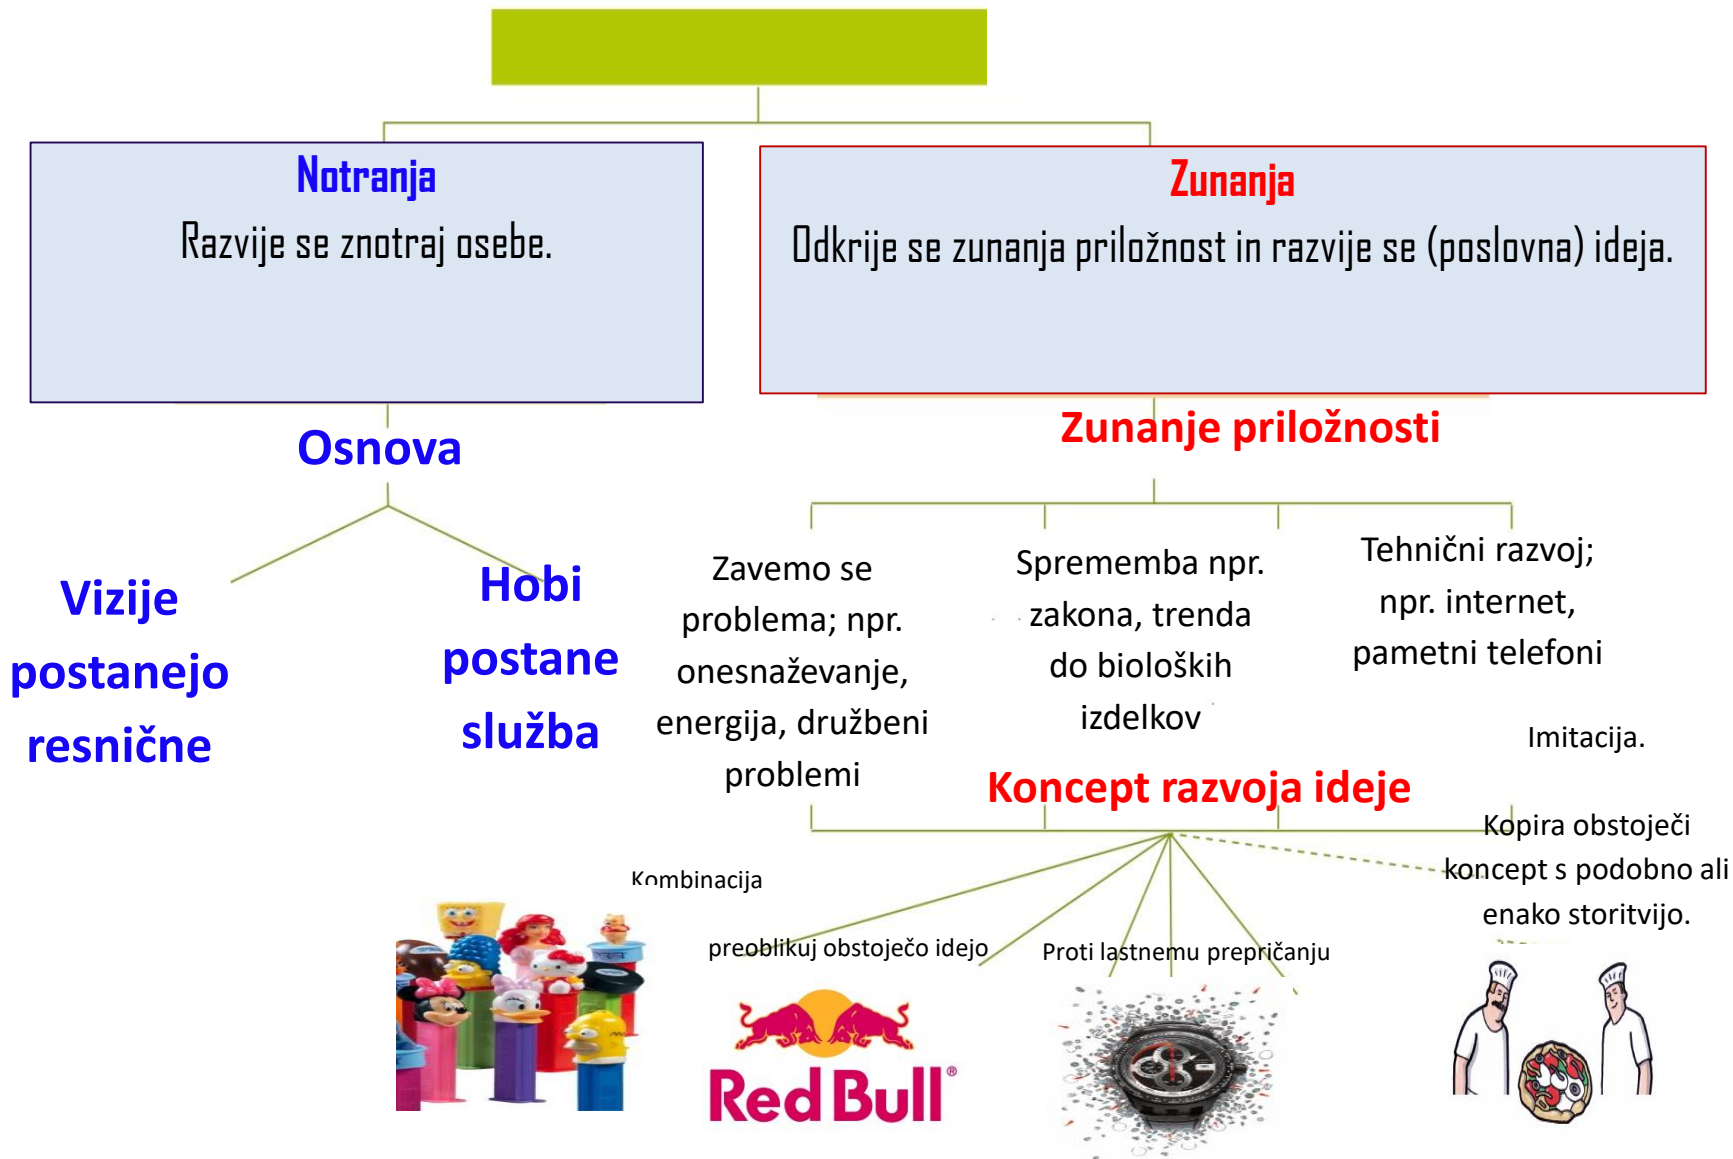 Notranja
Razvije se znotraj osebe.
Zunanja
Odkrije se zunanja priložnost in razvije se (poslovna) ideja.
Osnova
Zunanje priložnosti
Vizije
postanejo
resnične
Hobi
postane
služba
Zavemo se
problema; npr.
onesnaževanje,
energija, družbeni
problemi
Sprememba npr.
zakona, trenda
do bioloških
izdelkov
Tehnični razvoj;
npr. internet,
pametni telefoni
Koncept razvoja ideje
Imitacija.
Kopira obstoječi
koncept s podobno ali
enako storitvijo.
Kombinacija
preoblikuj obstoječo idejo
Proti lastnemu prepričanju
Red Bull®